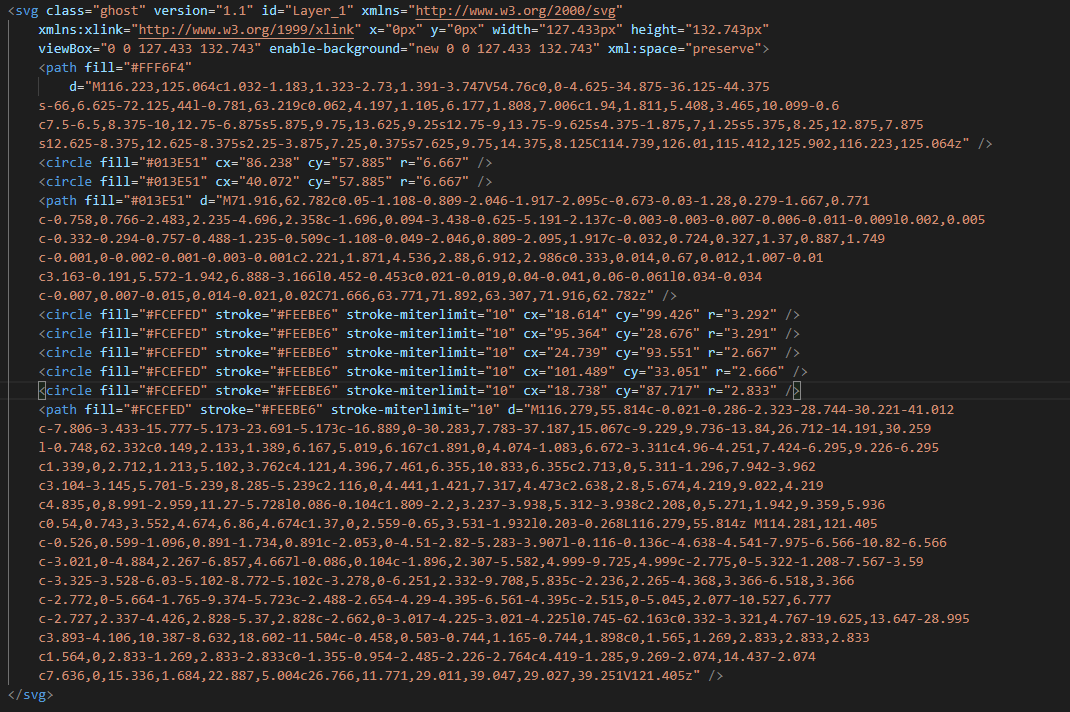 <svg class="ghost" version="1.1" id="Layer_1" xmlns="http://www.w3.org/2000/svg"
xmlns:xlink="http://www.w3.org/1999/xlink" x="0px" y="0px" width="127.433px" height="132.743px"
viewBox="0 0 127.433 132.743" enable-background="new 0 0 127.433 132.743" xml:space="preserve">
<path fill="#FFF6F4"
d="M116.223,125.064c1.032-1.183,1.323-2.73,1.391-3.747V54.76c0,0-4.625-34.875-36.125-44.375
s-66,6.625-72.125,44l-0.781,63.219c0.062,4.197,1.105,6.177,1.808,7.006c1.94,1.811,5.408,3.465,10.099-0.6
c7.5-6.5,8.375-10,12.75-6.875s5.875,9.75,13.625,9.25s12.75-9,13.75-9.625s4.375-1.875,7,1.25s5.375,8.25,12.875,7.875
s12.625-8.375,12.625-8.375s2.25-3.875,7.25,0.375s7.625,9.75,14.375,8.125C114.739,126.01,115.412,125.902,116.223,125.064z" />
<circle fill="#013E51" cx="86.238" cy="57.885" r="6.667" />
<circle fill="#013E51" cx="40.072" cy="57.885" r="6.667" />
<path fill="#013E51" d="M71.916,62.782c0.05-1.108-0.809-2.046-1.917-2.095c-0.673-0.03-1.28,0.279-1.667,0.771
c-0.758,0.766-2.483,2.235-4.696,2.358c-1.696,0.094-3.438-0.625-5.191-2.137c-0.003-0.003-0.007-0.006-0.011-0.009l0.002,0.005
c-0.332-0.294-0.757-0.488-1.235-0.509c-1.108-0.049-2.046,0.809-2.095,1.917c-0.032,0.724,0.327,1.37,0.887,1.749
c-0.001,0-0.002-0.001-0.003-0.001c2.221,1.871,4.536,2.88,6.912,2.986c0.333,0.014,0.67,0.012,1.007-0.01
c3.163-0.191,5.572-1.942,6.888-3.166l0.452-0.453c0.021-0.019,0.04-0.041,0.06-0.061l0.034-0.034
c-0.007,0.007-0.015,0.014-0.021,0.02C71.666,63.771,71.892,63.307,71.916,62.782z" />
<circle fill="#FCEFED" stroke="#FEEBE6" stroke-miterlimit="10" cx="18.614" cy="99.426" r="3.292" />
<circle fill="#FCEFED" stroke="#FEEBE6" stroke-miterlimit="10" cx="95.364" cy="28.676" r="3.291" />
<circle fill="#FCEFED" stroke="#FEEBE6" stroke-miterlimit="10" cx="24.739" cy="93.551" r="2.667" />
<circle fill="#FCEFED" stroke="#FEEBE6" stroke-miterlimit="10" cx="101.489" cy="33.051" r="2.666" />
<circle fill="#FCEFED" stroke="#FEEBE6" stroke-miterlimit="10" cx="18.738" cy="87.717" r="2.833" />
<path fill="#FCEFED" stroke="#FEEBE6" stroke-miterlimit="10" d="M116.279,55.814c-0.021-0.286-2.323-28.744-30.221-41.012
c-7.806-3.433-15.777-5.173-23.691-5.173c-16.889,0-30.283,7.783-37.187,15.067c-9.229,9.736-13.84,26.712-14.191,30.259
l-0.748,62.332c0.149,2.133,1.389,6.167,5.019,6.167c1.891,0,4.074-1.083,6.672-3.311c4.96-4.251,7.424-6.295,9.226-6.295
c1.339,0,2.712,1.213,5.102,3.762c4.121,4.396,7.461,6.355,10.833,6.355c2.713,0,5.311-1.296,7.942-3.962
c3.104-3.145,5.701-5.239,8.285-5.239c2.116,0,4.441,1.421,7.317,4.473c2.638,2.8,5.674,4.219,9.022,4.219
c4.835,0,8.991-2.959,11.27-5.728l0.086-0.104c1.809-2.2,3.237-3.938,5.312-3.938c2.208,0,5.271,1.942,9.359,5.936
c0.54,0.743,3.552,4.674,6.86,4.674c1.37,0,2.559-0.65,3.531-1.932l0.203-0.268L116.279,55.814z M114.281,121.405
c-0.526,0.599-1.096,0.891-1.734,0.891c-2.053,0-4.51-2.82-5.283-3.907l-0.116-0.136c-4.638-4.541-7.975-6.566-10.82-6.566
c-3.021,0-4.884,2.267-6.857,4.667l-0.086,0.104c-1.896,2.307-5.582,4.999-9.725,4.999c-2.775,0-5.322-1.208-7.567-3.59
c-3.325-3.528-6.03-5.102-8.772-5.102c-3.278,0-6.251,2.332-9.708,5.835c-2.236,2.265-4.368,3.366-6.518,3.366
c-2.772,0-5.664-1.765-9.374-5.723c-2.488-2.654-4.29-4.395-6.561-4.395c-2.515,0-5.045,2.077-10.527,6.777
c-2.727,2.337-4.426,2.828-5.37,2.828c-2.662,0-3.017-4.225-3.021-4.225l0.745-62.163c0.332-3.321,4.767-19.625,13.647-28.995
c3.893-4.106,10.387-8.632,18.602-11.504c-0.458,0.503-0.744,1.165-0.744,1.898c0,1.565,1.269,2.833,2.833,2.833
c1.564,0,2.833-1.269,2.833-2.833c0-1.355-0.954-2.485-2.226-2.764c4.419-1.285,9.269-2.074,14.437-2.074
c7.636,0,15.336,1.684,22.887,5.004c26.766,11.771,29.011,39.047,29.027,39.251V121.405z" />
</svg>